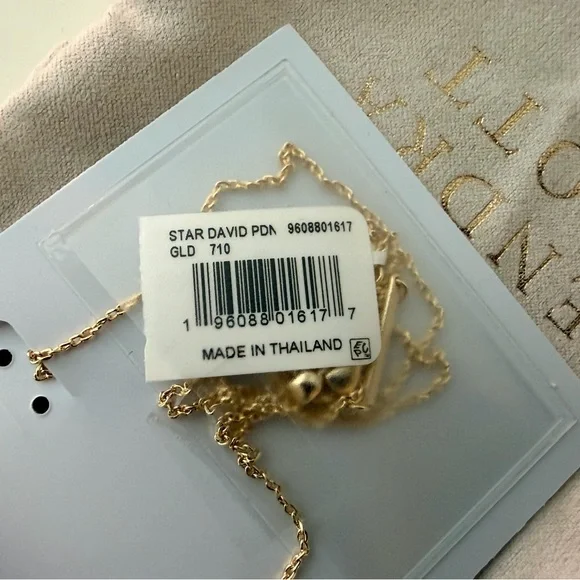 STAR DAVID PDN 9608801617
GLD 710
1 96088 01617 7
MADE IN THAILAND